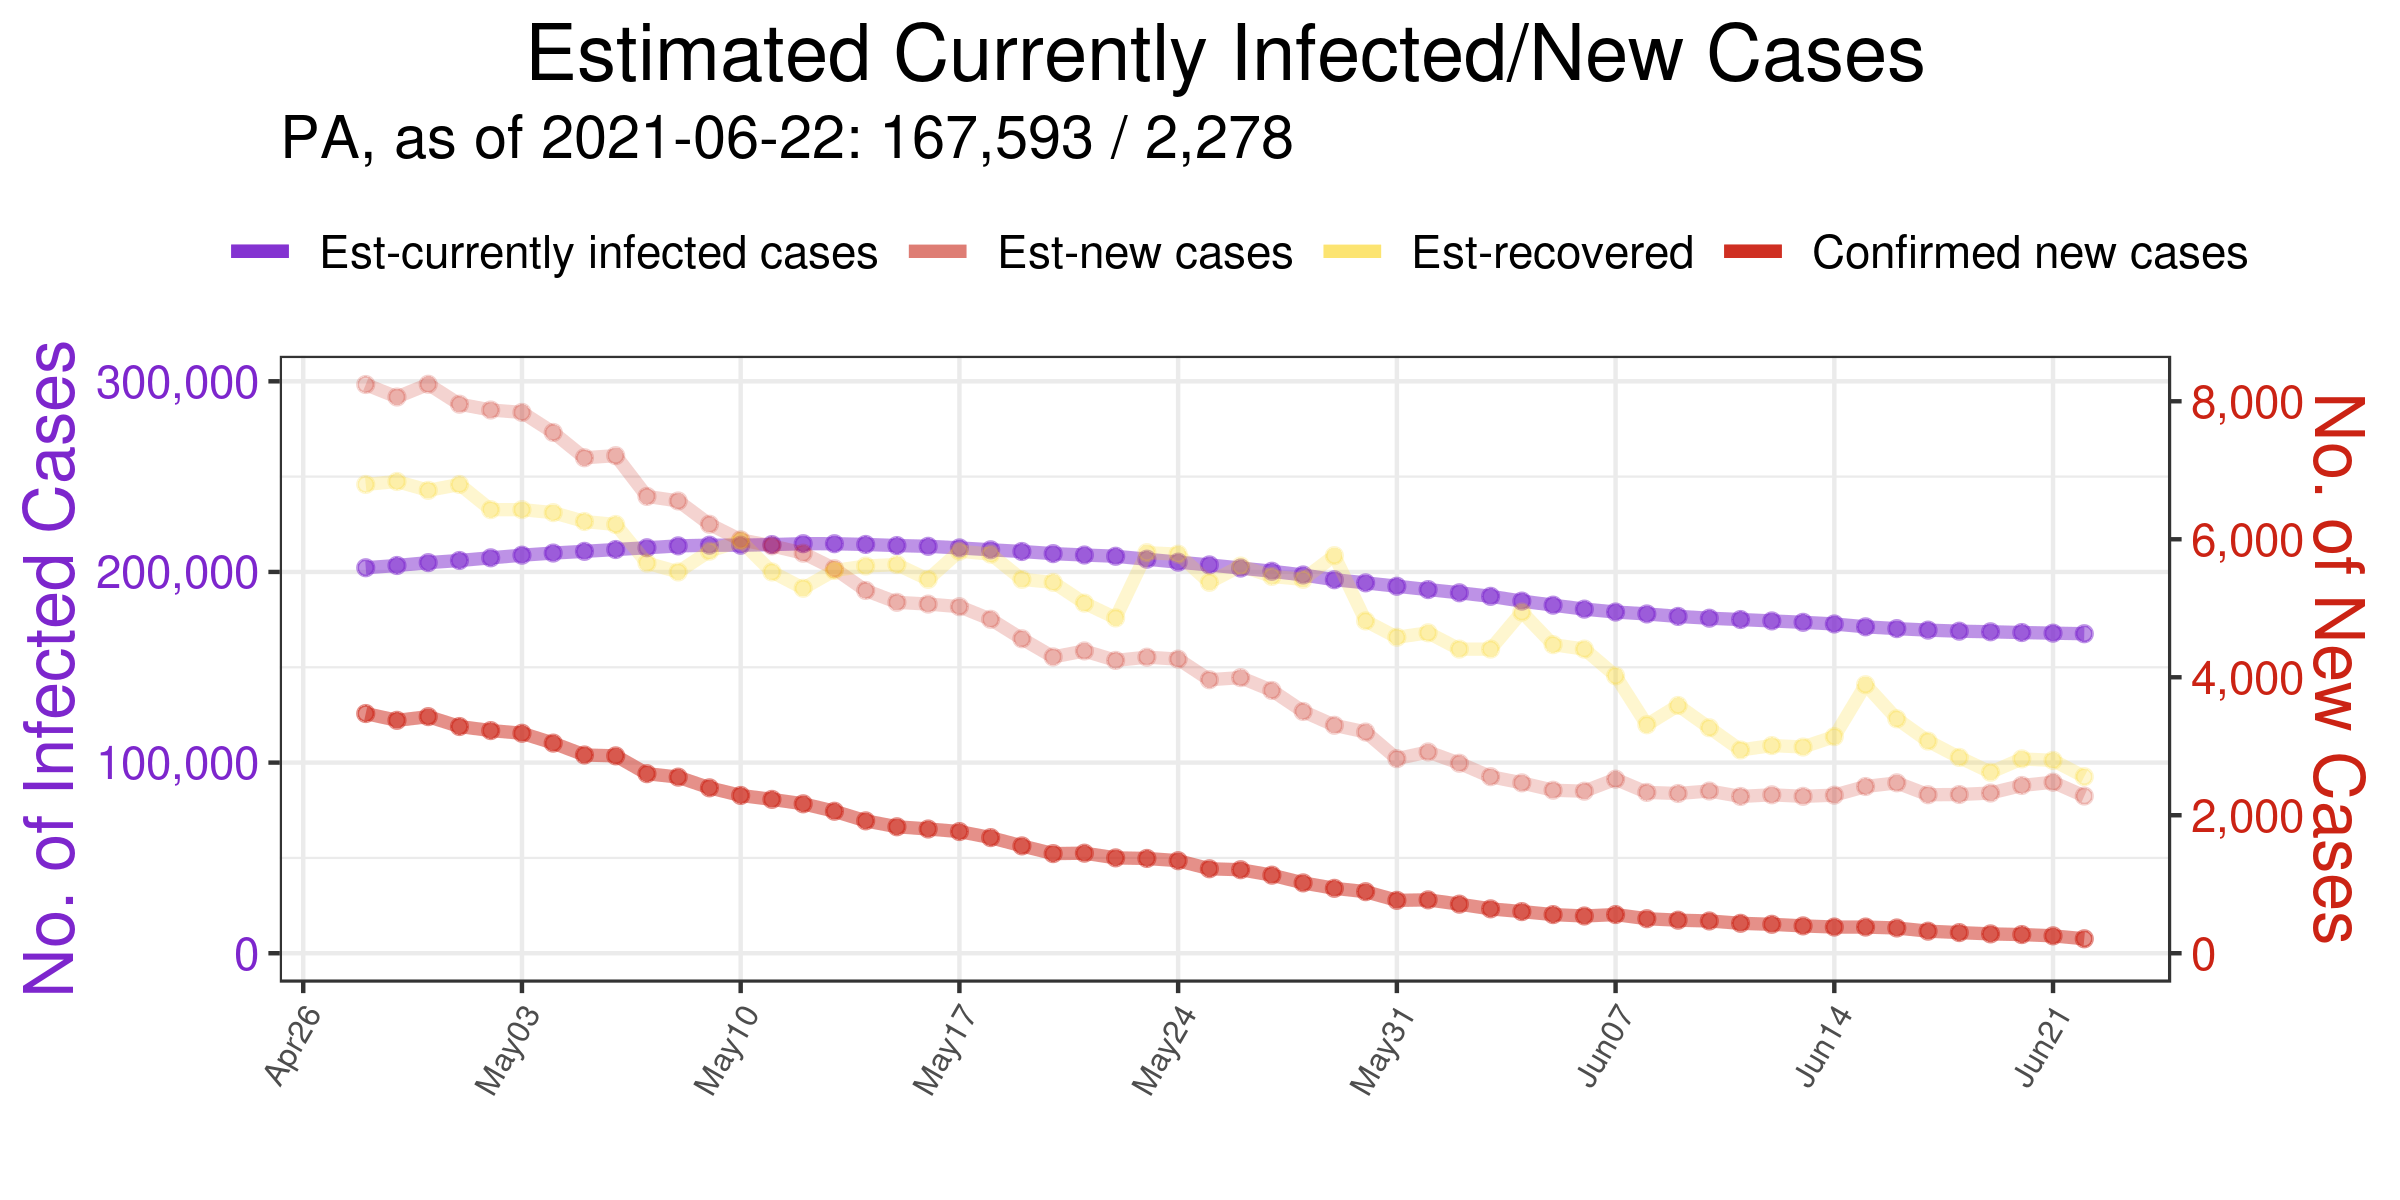 Estimated Currently Infected/New Cases
PA, as of 2021-06-22: 167,593 / 2,278
Est-currently infected cases Est-new cases Est-recovered Confirmed new cases
No. of Infected Cases
300,000
200,000
100,000
0
8,000
6,000
4,000
2,000
0
No. of New Cases
Apr26 May03 May10 May17 May24 May31 Jun07 Jun14 Jun21